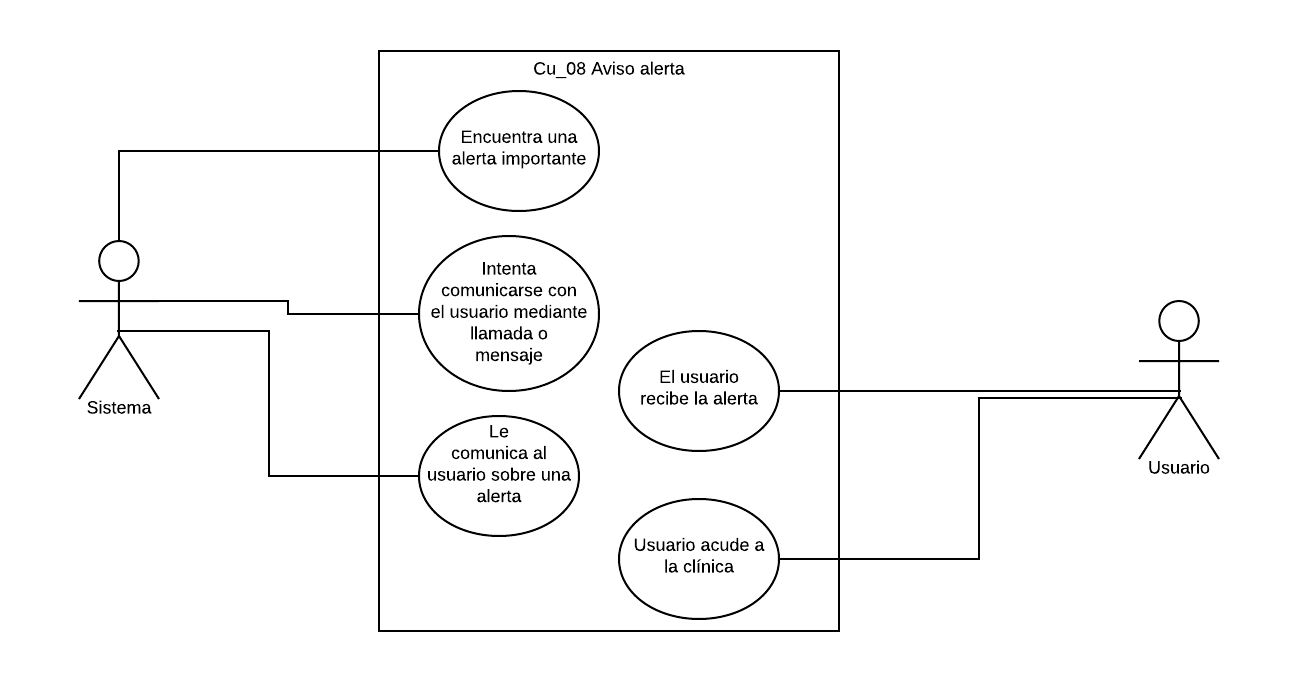 Cu_08 Aviso alerta
Encuentra una
alerta importante
Intenta
comunicarse con
el usuario mediante
llamada o
mensaje
Sistema
Le
comunica al
usuario sobre una
alerta
El usuario
recibe la alerta
Usuario
Usuario acude a
la clínica